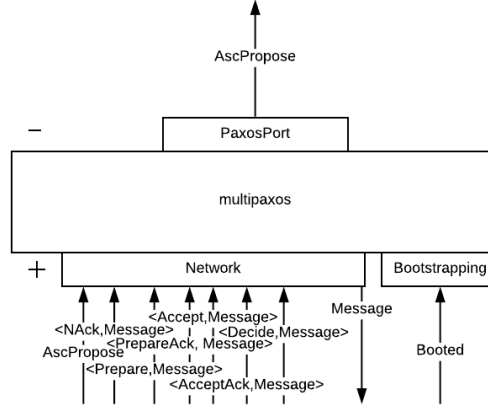 AscPropose
−
PaxosPort
multipaxos
+
Network
Bootstrapping
Message
<Accept,Message>
<NAck,Message>
<Decide,Message>
<PrepareAck, Message>
AscPropose
Booted
<Prepare,Message>
<AcceptAck,Message>